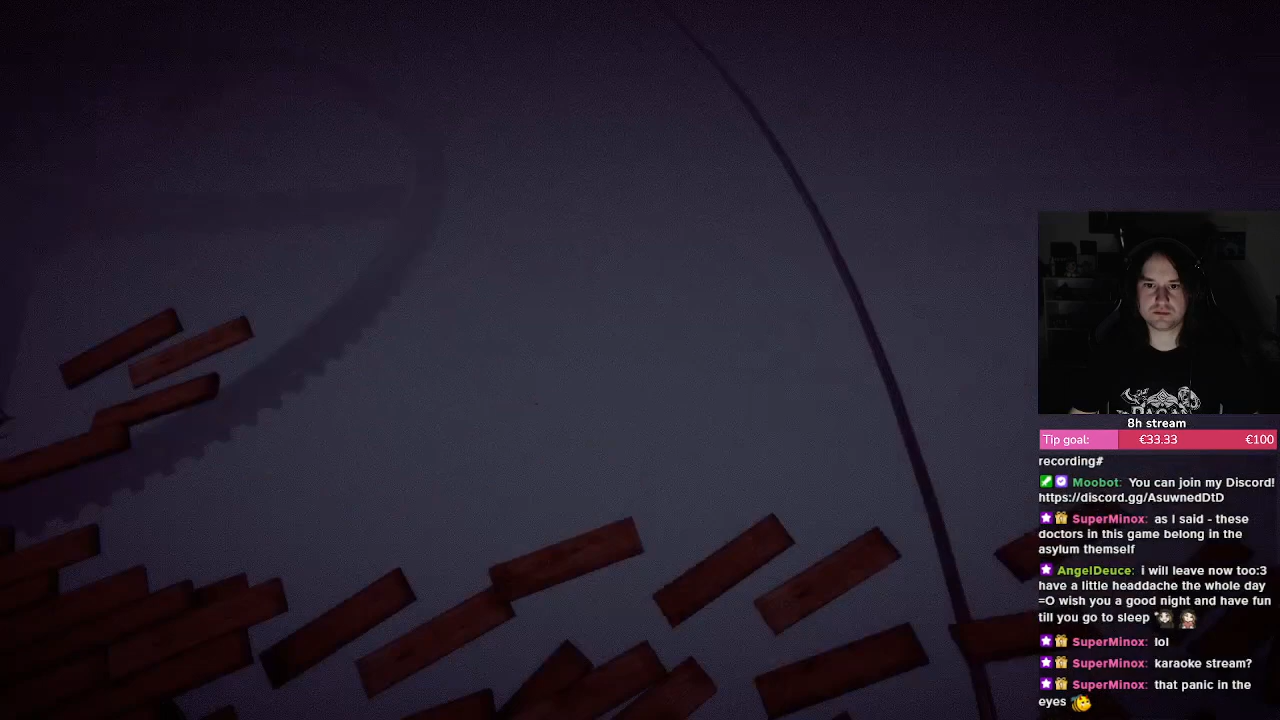 8h stream
Tip goal: €33.33 €100
recording#
Moobot: You can join my Discord!
https://discord.gg/AsuwnedDtD
SuperMinox: as I said - these
doctors in this game belong in the
asylum themself
AngelDeuce: i will leave now too:3
have a little headdache the whole day
=O wish you a good night and have fun
till you go to sleep
SuperMinox: lol
SuperMinox: karaoke stream?
SuperMinox: that panic in the
eyes